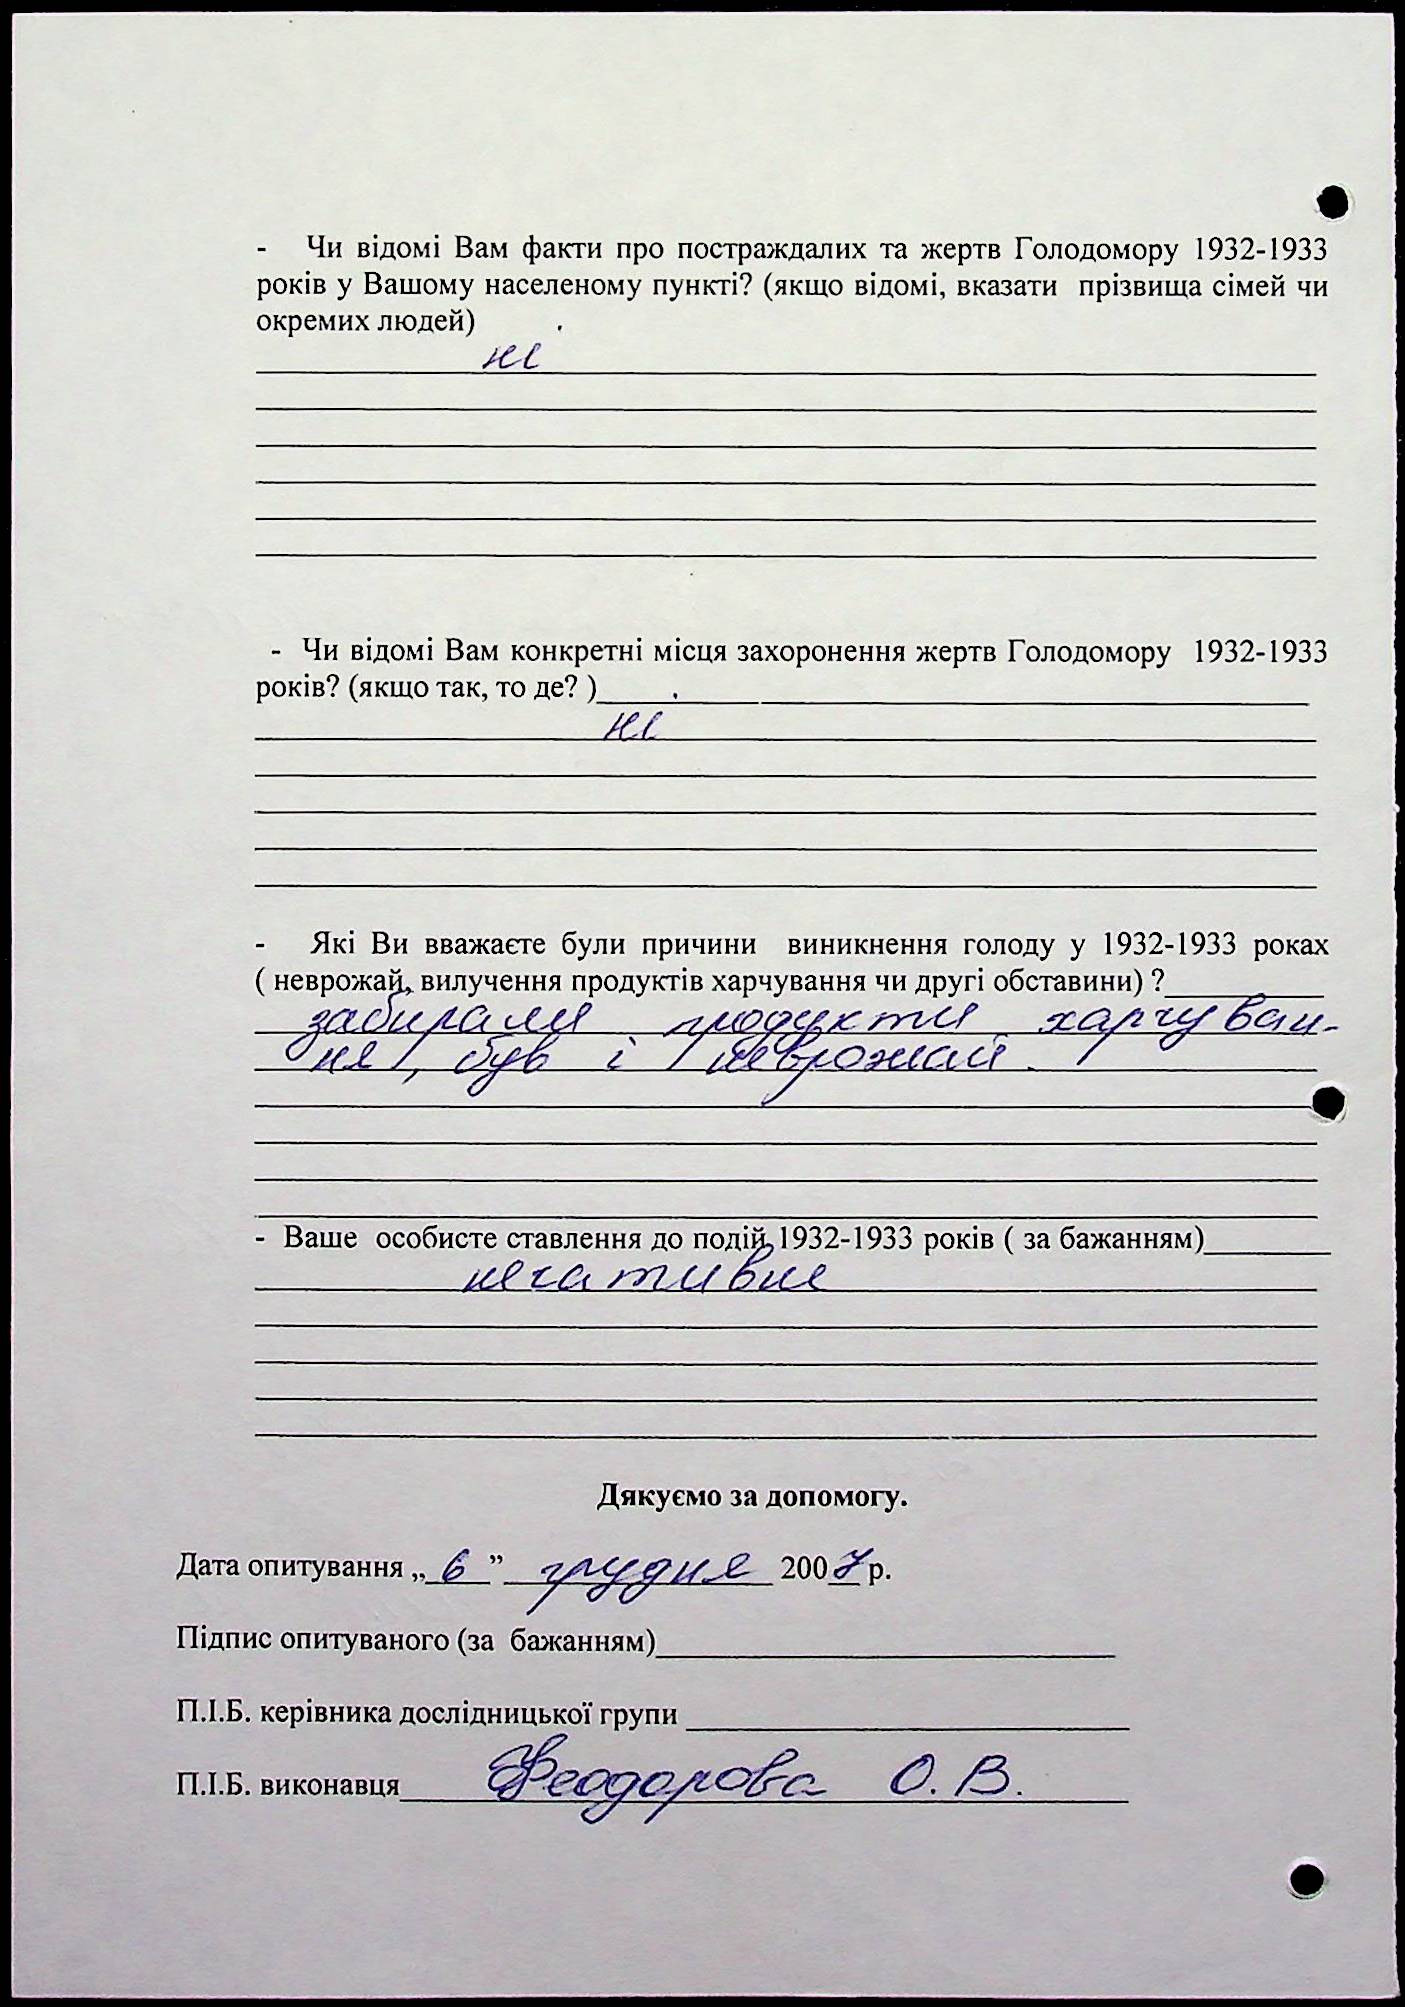 - Чи відомі Вам факти про постраждалих та жертв Голодомору 1932-1933
років у Вашому населеному пункті? (якщо відомі, вказати прізвища сімей чи
окремих людей)
ні
- Чи відомі Вам конкретні місця захоронення жертв Голодомору 1932-1933
років? (якщо так, то де? )
ні
- Які Ви вважаєте були причини виникнення голоду у 1932-1933 роках
( неврожай, вилучення продуктів харчування чи другі обставини) ?
забирали продукти харчуван-
ня, був і неврожай.
- Ваше особисте ставлення до подій 1932-1933 років ( за бажанням)
негативне
Дякуємо за допомогу.
Дата опитування „ 6 ” грудня 2007 р.
Підпис опитуваного (за бажанням)
П.І.Б. керівника дослідницької групи
П.І.Б. виконавця Феодорова О. В.